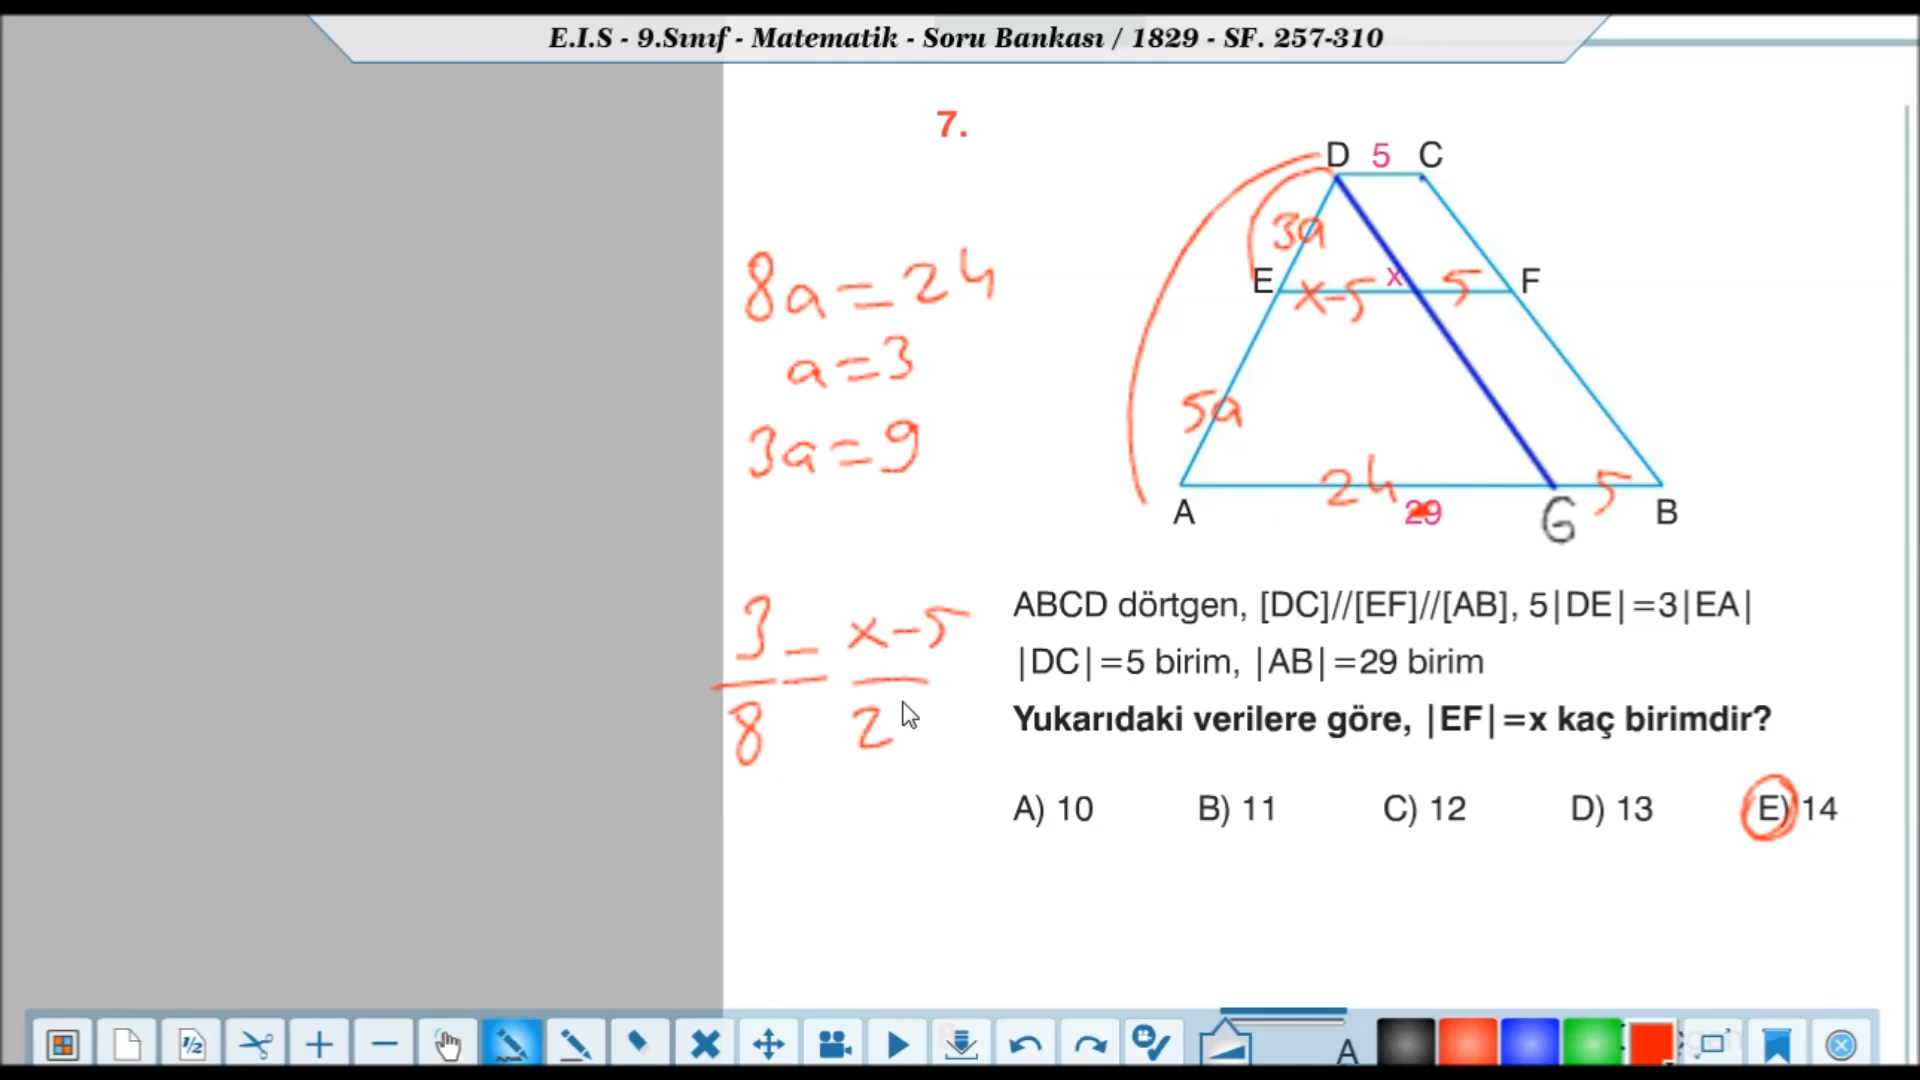 E.I.S - 9.Sınıf - Matematik - Soru Bankası / 1829 - SF. 257-310
7.
D 5 C
3a
8a=24
E x-5 x 5 F
a=3
5a
3a=9
24 5
A 29 G B
3/8 = x-5/2
ABCD dörtgen, [DC]//[EF]//[AB], 5|DE|=3|EA|
|DC|=5 birim, |AB|=29 birim
Yukarıdaki verilere göre, |EF|=x kaç birimdir?
A) 10 B) 11 C) 12 D) 13 E) 14
1/2
A